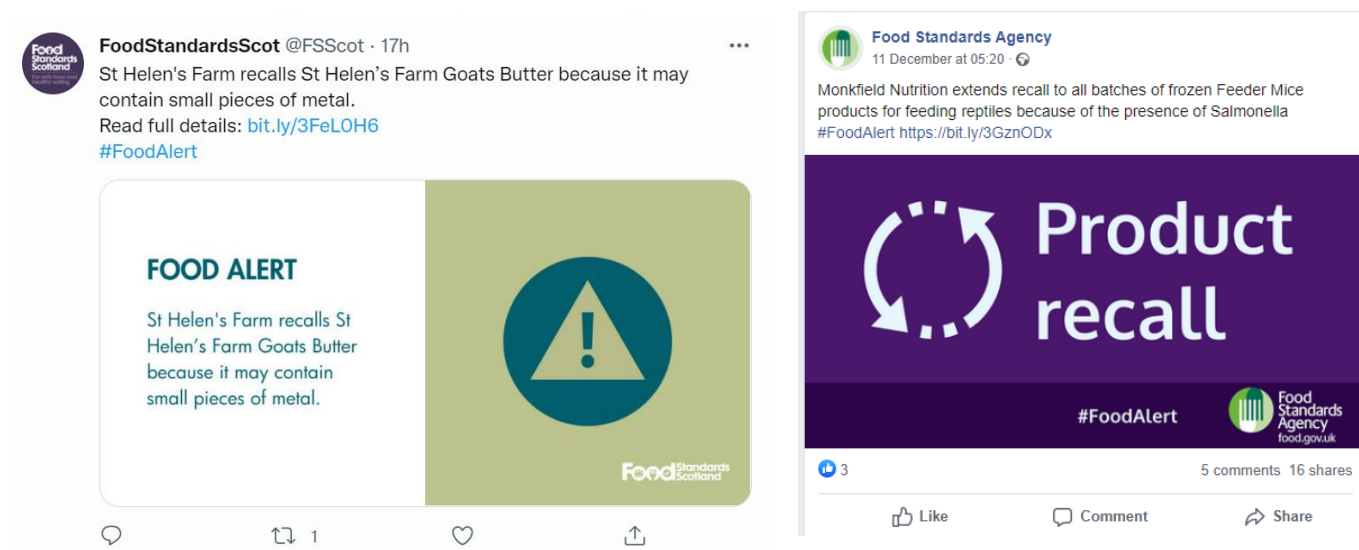 FoodStandardsScot @FSScot · 17h
St Helen's Farm recalls St Helen’s Farm Goats Butter because it may
contain small pieces of metal.
Read full details: bit.ly/3FeL0H6
#FoodAlert
FOOD ALERT
St Helen's Farm recalls St
Helen’s Farm Goats Butter
because it may contain
small pieces of metal.
Food Standards
Scotland
1
Food Standards Agency
11 December at 05:20 ·
Monkfield Nutrition extends recall to all batches of frozen Feeder Mice
products for feeding reptiles because of the presence of Salmonella
#FoodAlert https://bit.ly/3GznODx
Product
recall
#FoodAlert
Food
Standards
Agency
food.gov.uk
3
5 comments 16 shares
Like Comment Share